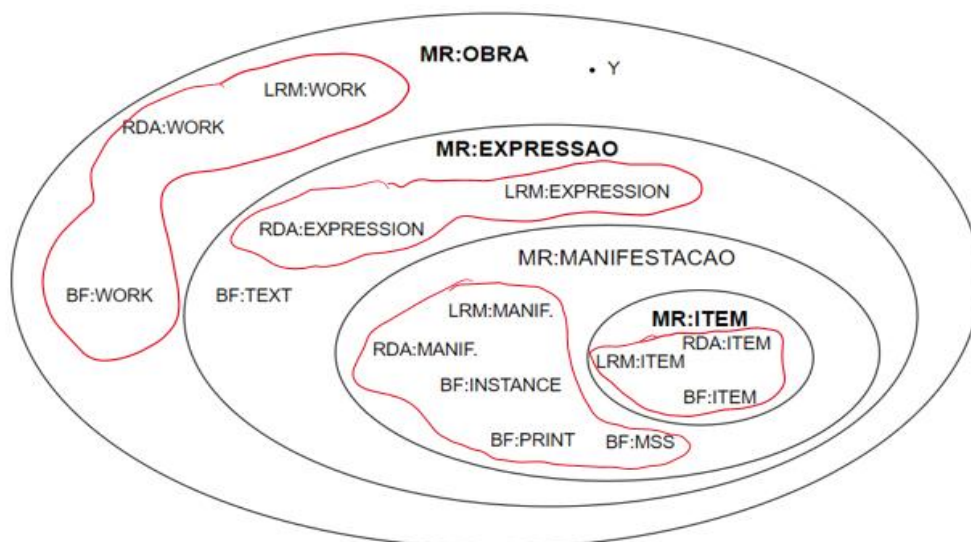 MR:OBRA
Y
LRM:WORK
RDA:WORK
MR:EXPRESSAO
LRM:EXPRESSION
RDA:EXPRESSION
MR:MANIFESTACAO
BF:WORK
BF:TEXT
LRM:MANIF.
MR:ITEM
RDA:MANIF.
RDA:ITEM
LRM:ITEM
BF:INSTANCE
BF:ITEM
BF:PRINT
BF:MSS